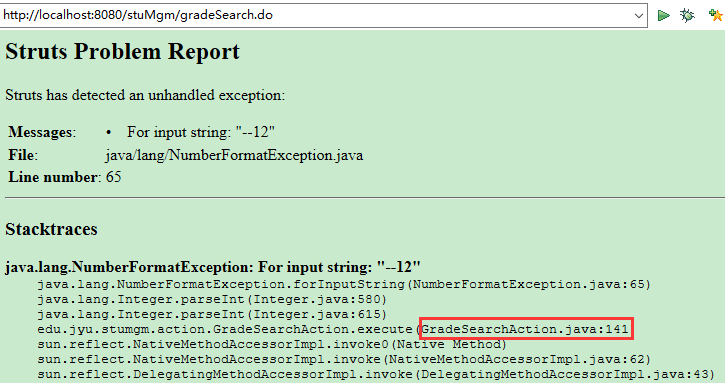 http://localhost:8080/stuMgm/gradeSearch.do
Struts Problem Report
Struts has detected an unhandled exception:
Messages: • For input string: "--12"
File: java/lang/NumberFormatException.java
Line number: 65
Stacktraces
java.lang.NumberFormatException: For input string: "--12"
java.lang.NumberFormatException.forInputString(NumberFormatException.java:65)
java.lang.Integer.parseInt(Integer.java:580)
java.lang.Integer.parseInt(Integer.java:615)
edu.jyu.stumgm.action.GradeSearchAction.execute(GradeSearchAction.java:141
sun.reflect.NativeMethodAccessorImpl.invoke0(Native Method)
sun.reflect.NativeMethodAccessorImpl.invoke(NativeMethodAccessorImpl.java:62)
sun.reflect.DelegatingMethodAccessorImpl.invoke(DelegatingMethodAccessorImpl.java:43)